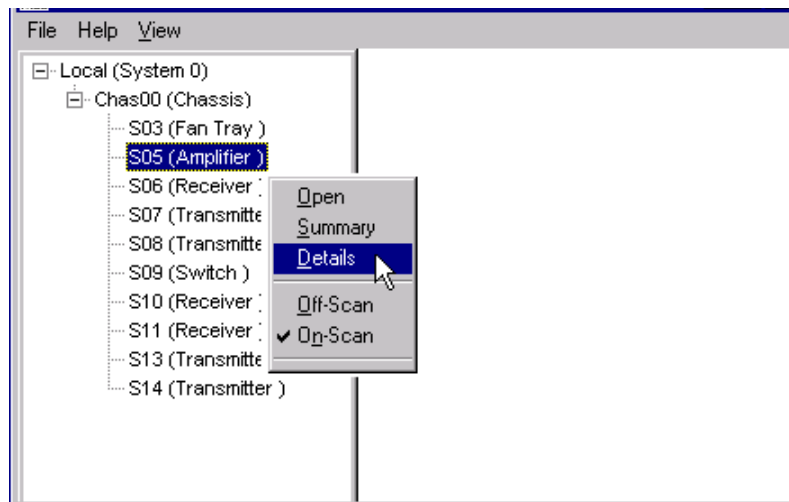 File Help View
Local (System 0)
Chas00 (Chassis)
S03 (Fan Tray )
S05 (Amplifier )
S06 (Receiver
S07 (Transmitte
S08 (Transmitte
S09 (Switch )
S10 (Receiver
S11 (Receiver
S13 (Transmitte
S14 (Transmitter )
Open
Summary
Details
Off-Scan
On-Scan